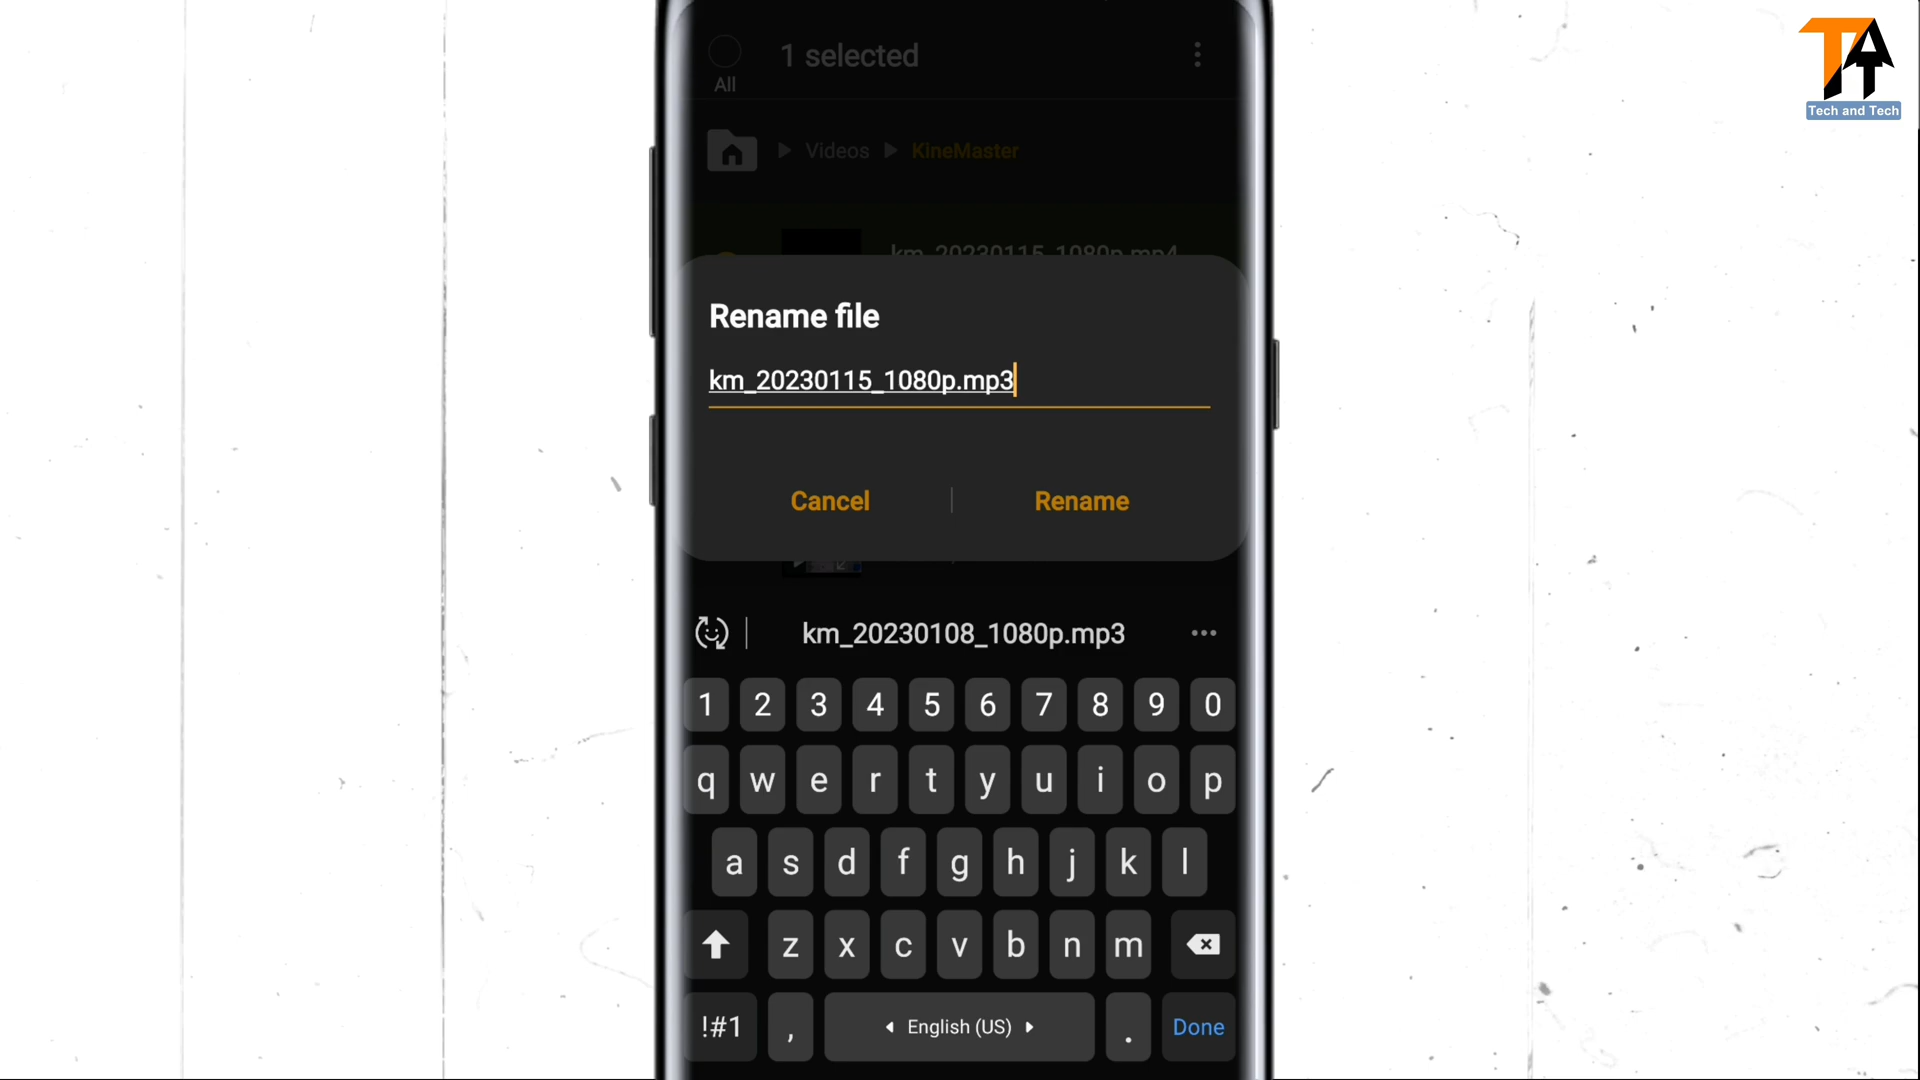 1 selected
All
Videos
KineMaster
km_20230115_1080p.mp4
Rename file
km_20230115_1080p.mp3
Cancel
Rename
km_20230108_1080p.mp3
1 2 3 4 5 6 7 8 9 0
q w e r t y u i o p
a s d f g h j k l
z x c v b n m
!#1 , English (US) . Done
TAT
Tech and Tech